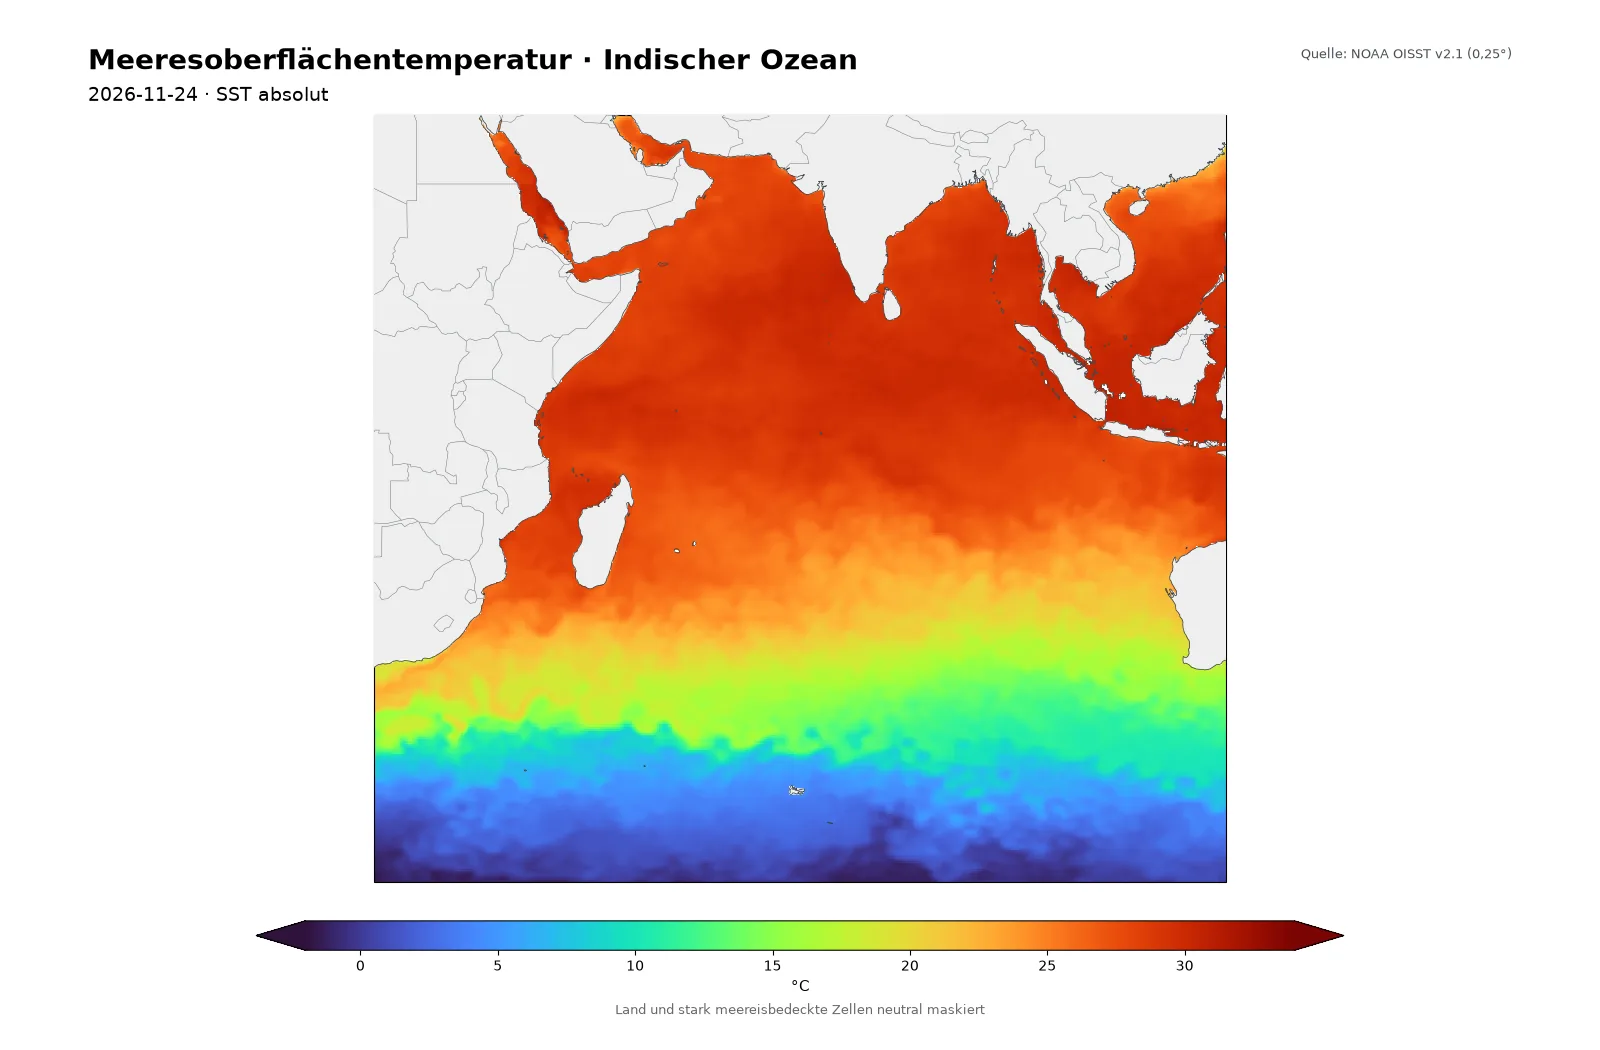 Meeresoberflächentemperatur · Indischer Ozean
Quelle: NOAA OISST v2.1 (0,25°)
2026-11-24 · SST absolut
0 5 10 15 20 25 30
°C
Land und stark meereisbedeckte Zellen neutral maskiert